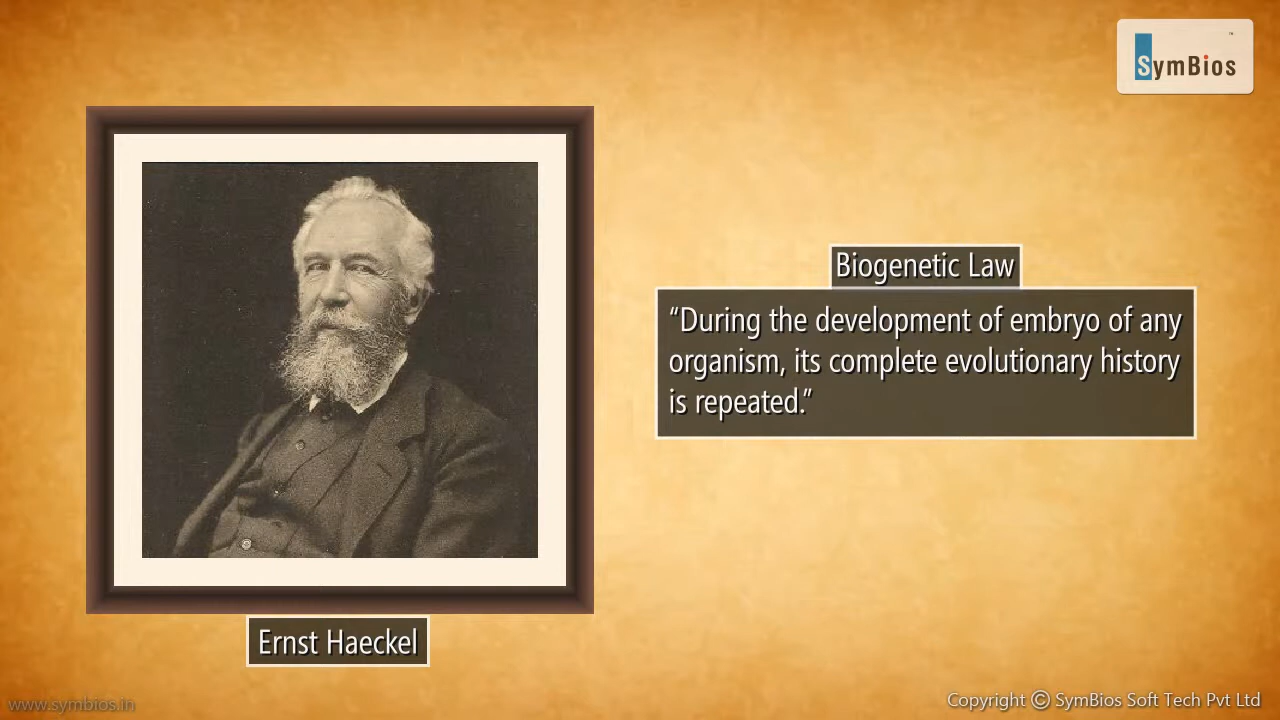 SymBios
Biogenetic Law
“During the development of embryo of any
organism, its complete evolutionary history
is repeated.”
Ernst Haeckel
www.symbios.in
Copyright © SymBios Soft Tech Pvt Ltd